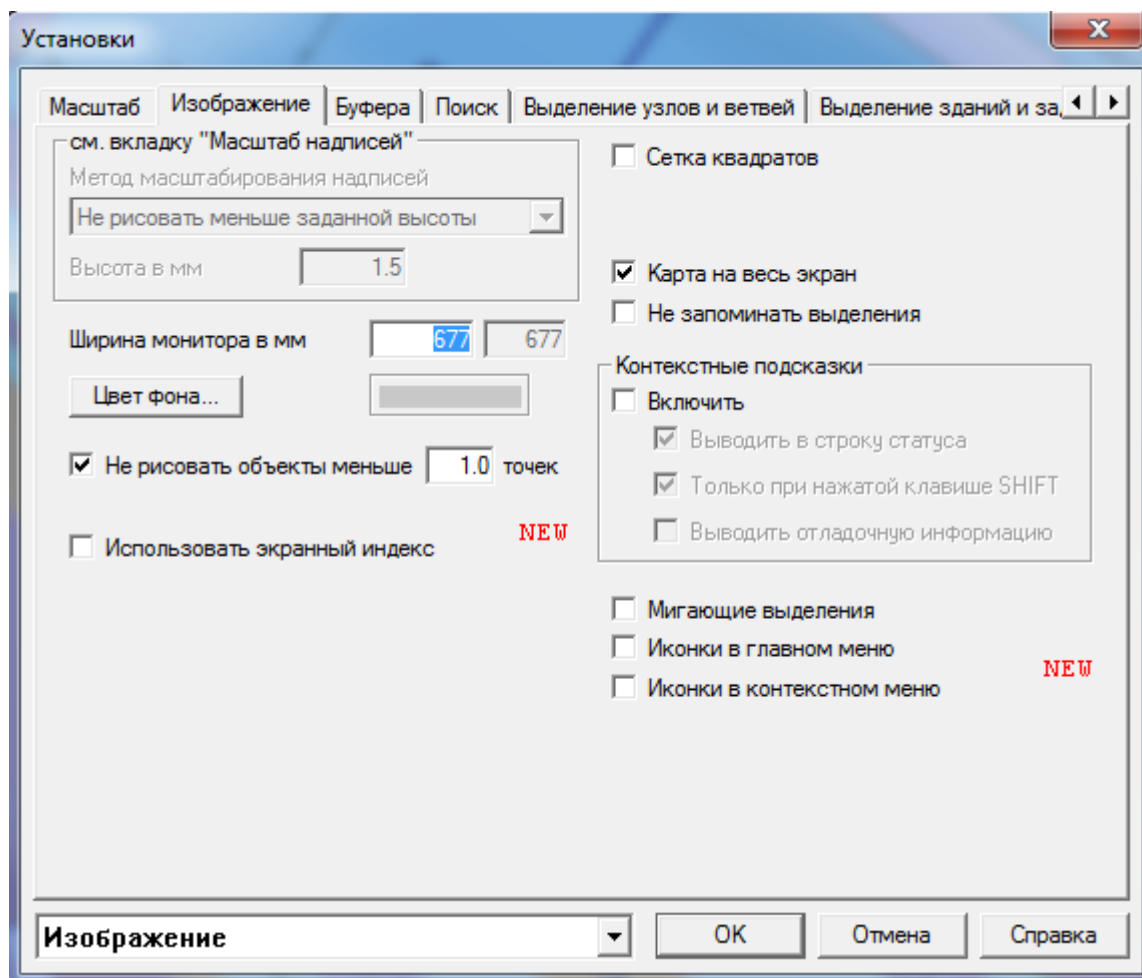 Установки
Масштаб Изображение Буфера Поиск Выделение узлов и ветвей Выделение зданий и за
см. вкладку "Масштаб надписей"
Метод масштабирования надписей
Не рисовать меньше заданной высоты
Высота в мм 1.5
Ширина монитора в мм 677 677
Цвет фона...
Не рисовать объекты меньше 1.0 точек
Использовать экранный индекс NEW
Сетка квадратов
Карта на весь экран
Не запоминать выделения
Контекстные подсказки
Включить
Выводить в строку статуса
Только при нажатой клавише SHIFT
Выводить отладочную информацию
Мигающие выделения
Иконки в главном меню
NEW
Иконки в контекстном меню
Изображение OK Отмена Справка